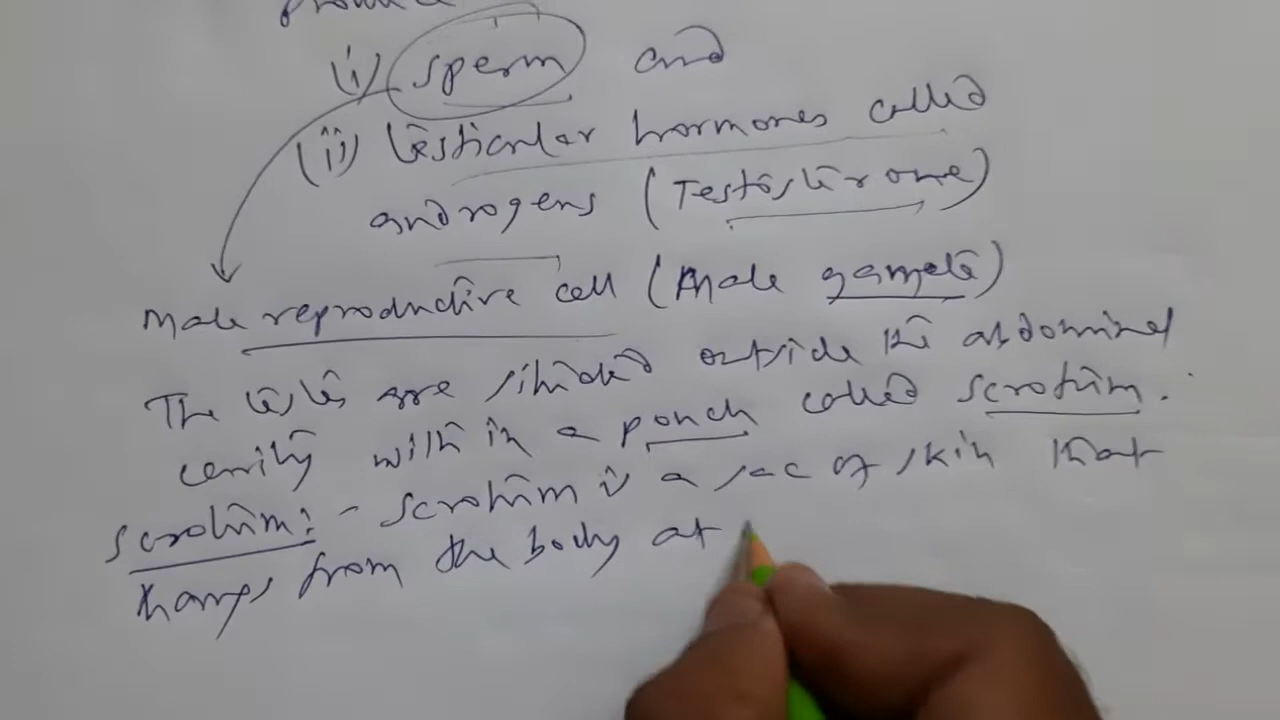 (i) sperm and
(ii) testicular hormones called
androgens (Testosterone)
Male reproductive cell (Male gamete)
The testes are situated outside the abdominal
cavity with in a pouch called scrotum.
scrotum:- scrotum is a sac of skin that
hangs from the body at